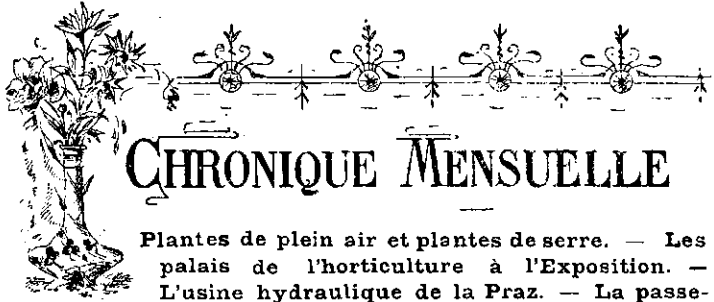 CHRONIQUE MENSUELLE
Plantes de plein air et plantes de serre. — Les
palais de l'horticulture à l'Exposition. —
L'usine hydraulique de la Praz. — La passe-